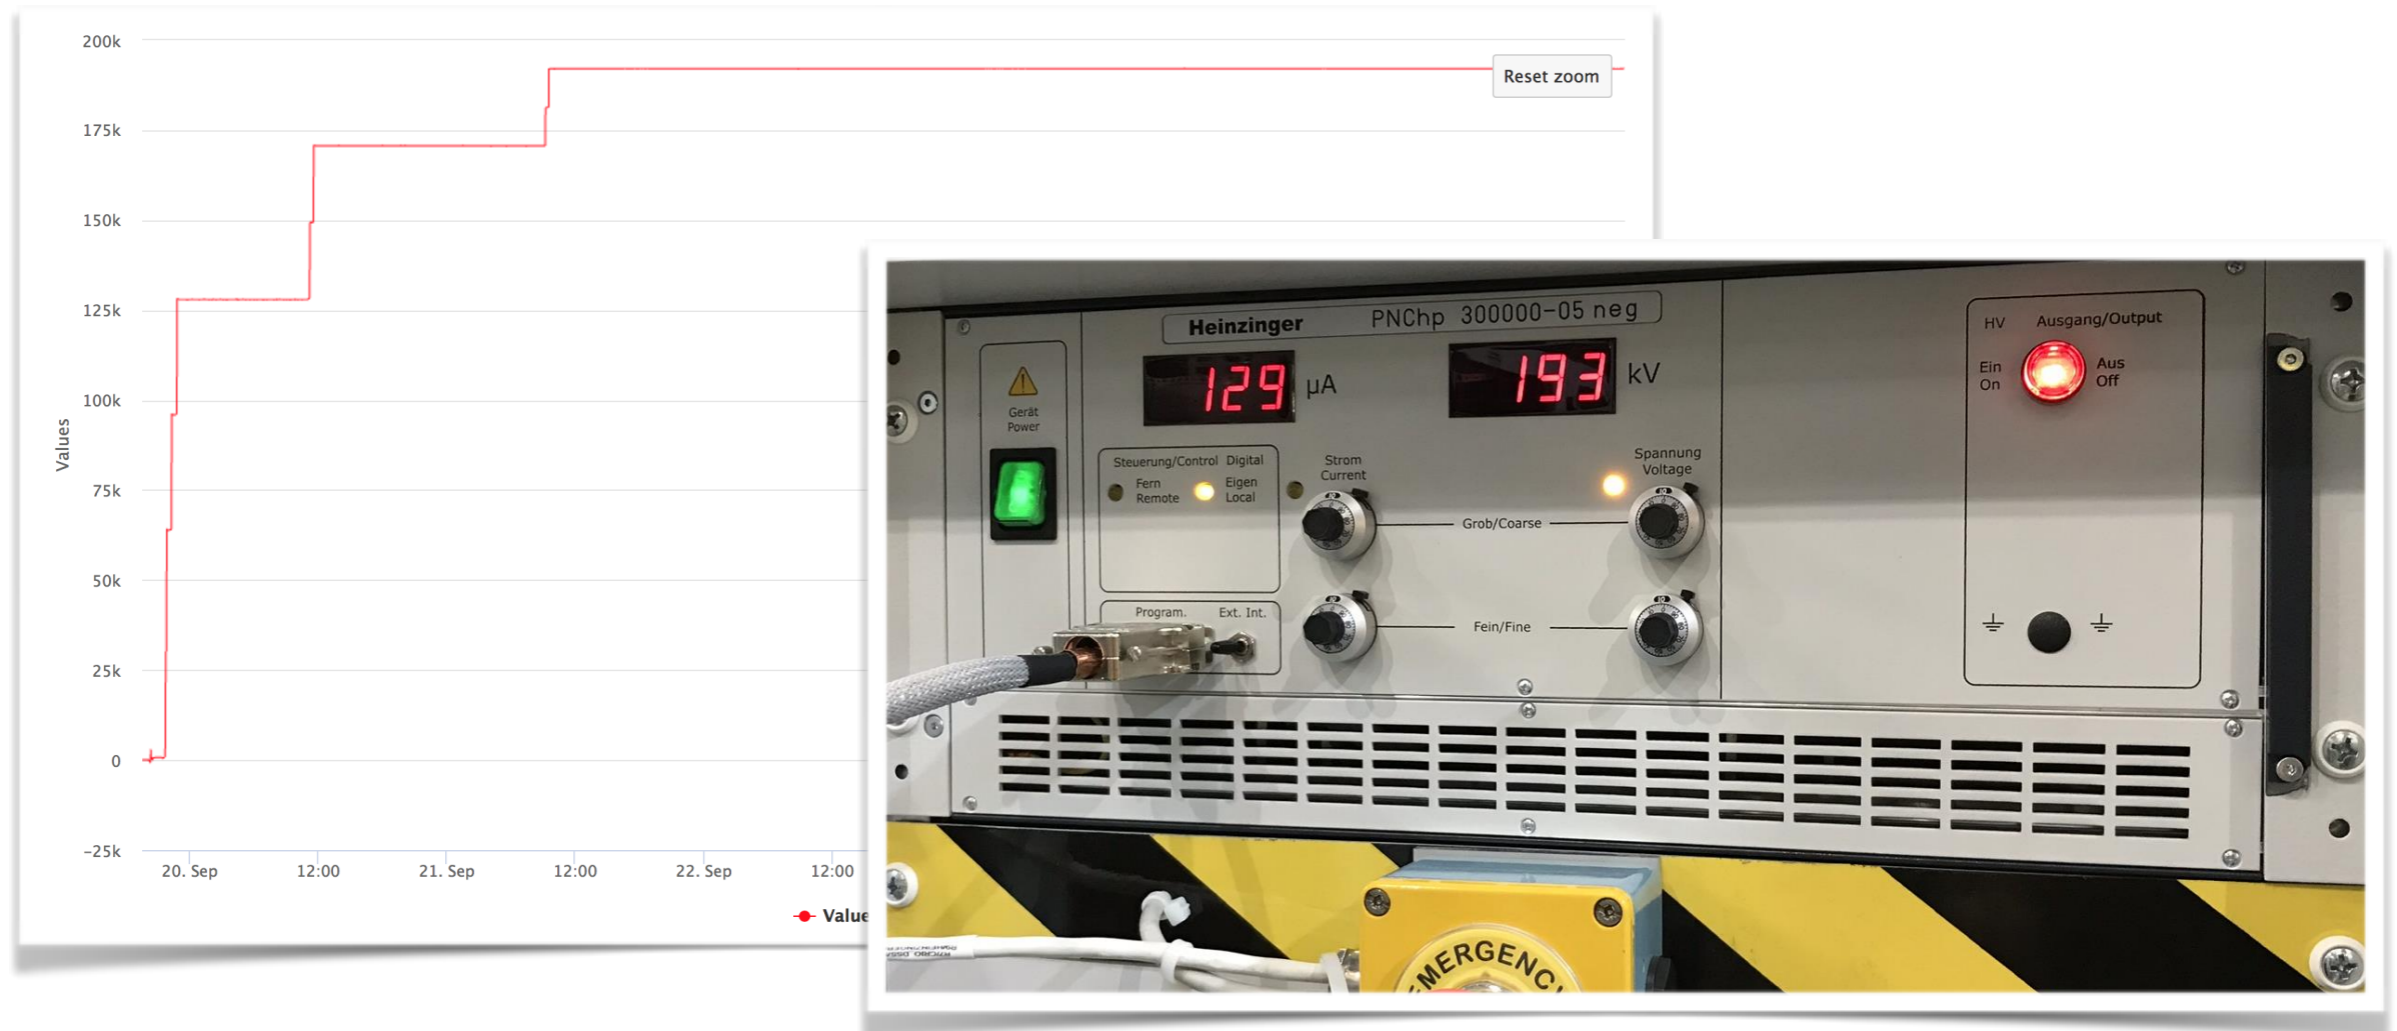 200k
175k
150k
125k
100k
75k
50k
25k
0
−25k
Values
Reset zoom
20. Sep
12:00
21. Sep
12:00
22. Sep
12:00
Value
Heinzinger
PNChp 300000-05 neg
129 µA
193 kV
HV Ausgang/Output
Ein
On
Aus
Off
Gerät
Power
Steuerung/Control Digital
Fern
Remote
Eigen
Local
Strom
Current
Spannung
Voltage
Grob/Coarse
Program. Ext. Int.
Fein/Fine
MERGENC